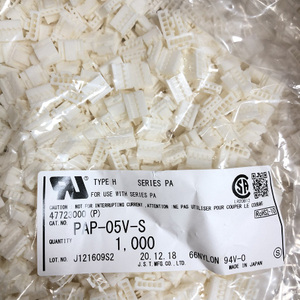 TYPE H SERIES PA
FOR USE WITH SERIES PA
CAUTION :NOT FOR INTERRUPTING CURRENT, ATTENTION :NE PAS UTILISER POUR COUPER LE COURANT
47723000 (P)
RoHS
CAT.NO. PAP-05V-S
QUANTITY 1,000
20.12.18 66NYLON 94V-0
LOT.NO. J121609S2 J.S.T.MFG.CO.,LTD. MADE IN JAPAN